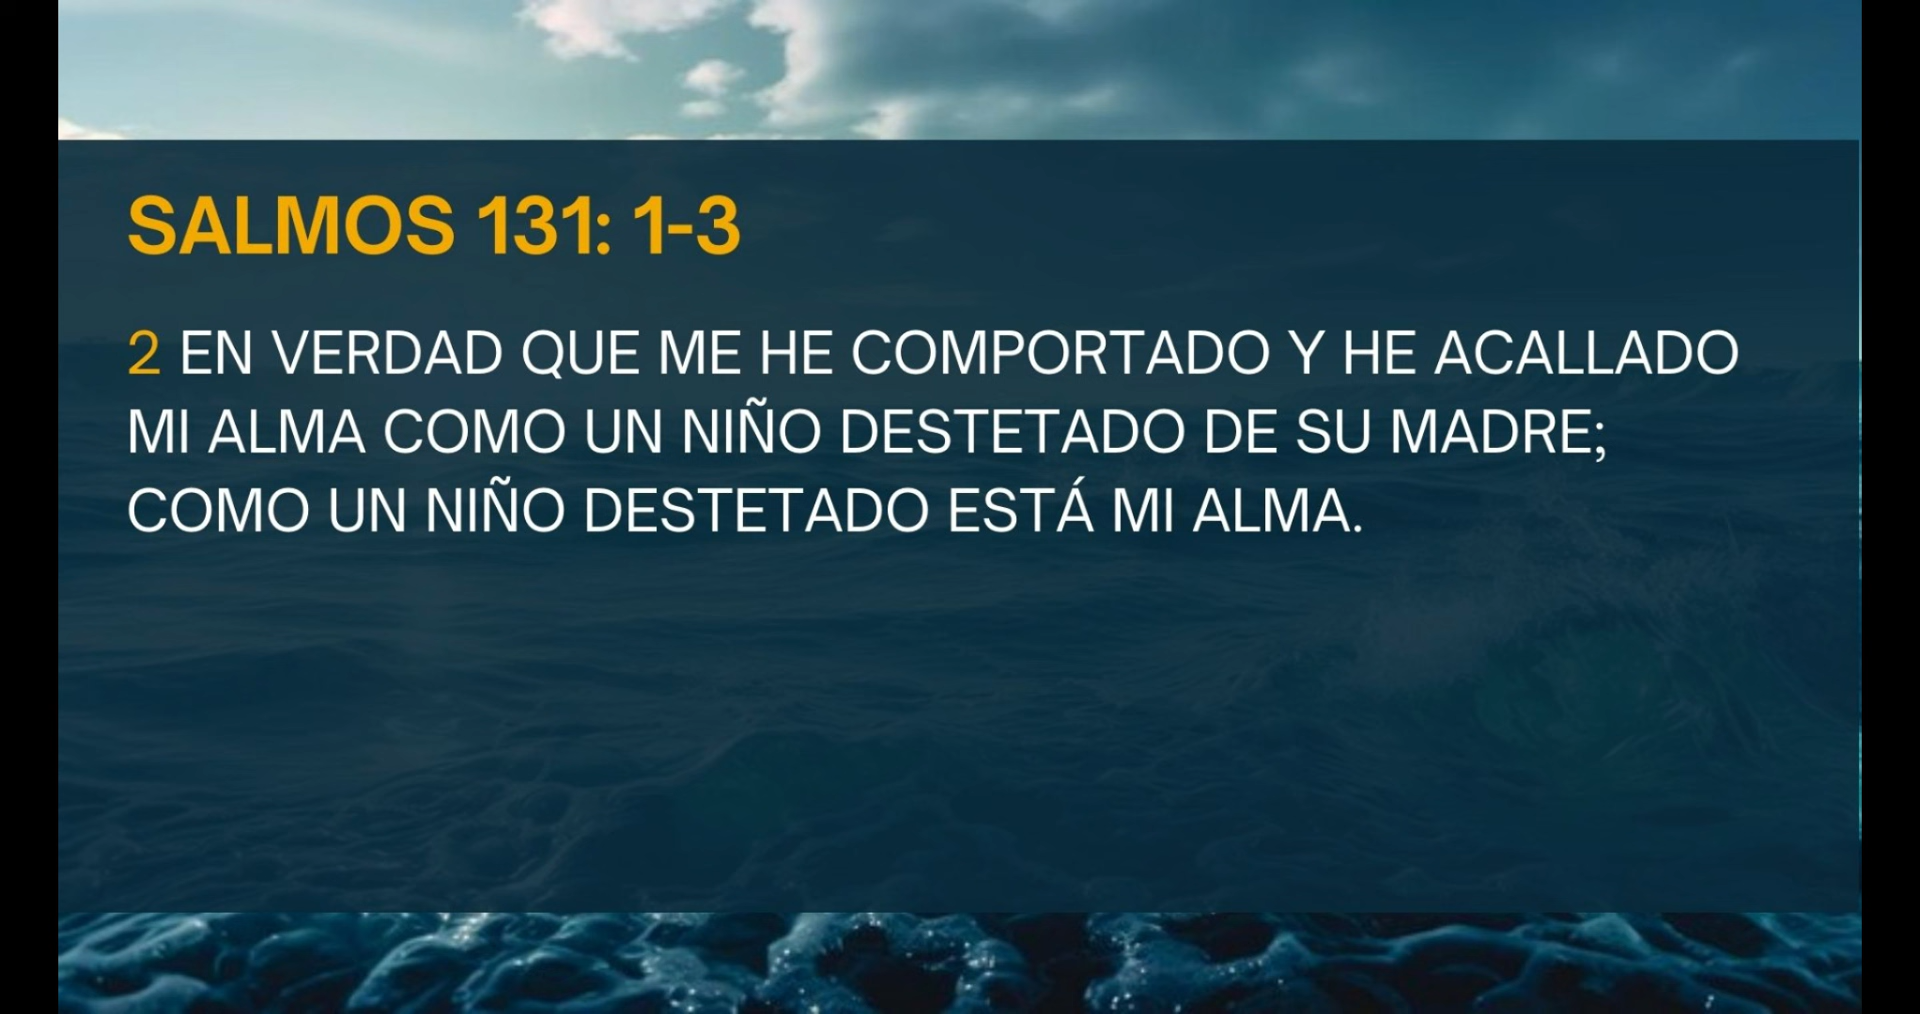 SALMOS 131: 1-3
2 EN VERDAD QUE ME HE COMPORTADO Y HE ACALLADO
MI ALMA COMO UN NIÑO DESTETADO DE SU MADRE;
COMO UN NIÑO DESTETADO ESTÁ MI ALMA.